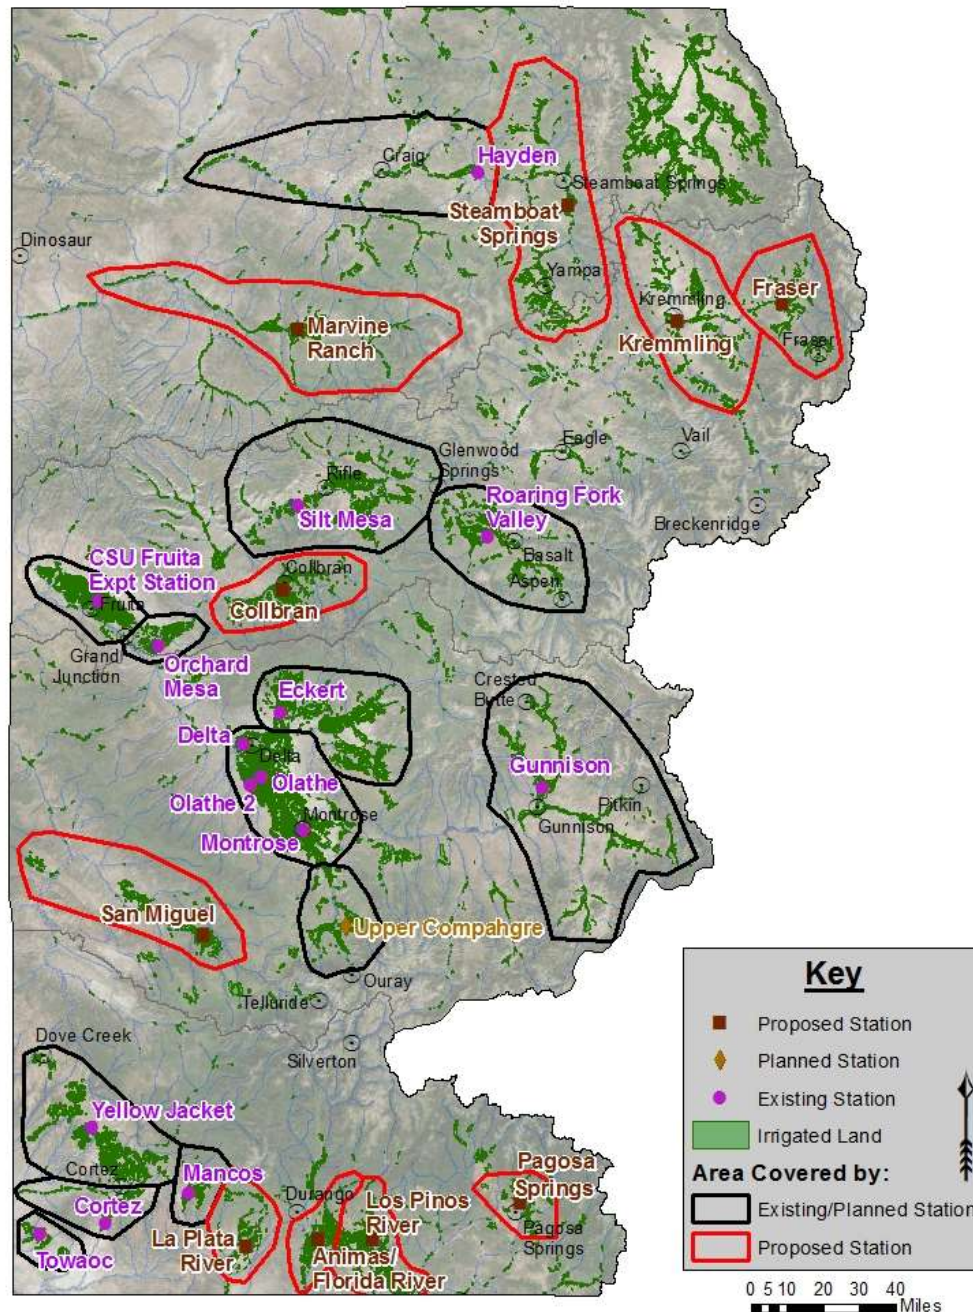 Craig
Hayden
Steamboat Springs
Steamboat
Springs
Dinosaur
Yampa
Fraser
Kremmling
Marvine
Ranch
Kremmling
Fraser
Glenwood
Springs
Eagle
Vail
Rifle
Silt Mesa
Roaring Fork
Valley
Breckenridge
Basalt
Aspen
CSU Fruita
Expt Station
Fruita
Collbran
Collbran
Grand
Junction
Orchard
Mesa
Eckert
Crested
Butte
Delta
Delta
Olathe
Olathe 2
Montrose
Montrose
Gunnison
Pitkin
Gunnison
San Miguel
Upper Compahgre
Ouray
Telluride
Silverton
Dove Creek
Yellow Jacket
Cortez
Mancos
Cortez
Towaoc
Durango
La Plata
River
Los Pinos
River
Animas/
Florida River
Pagosa
Springs
Pagosa
Springs
Key
Proposed Station
Planned Station
Existing Station
Irrigated Land
Area Covered by:
Existing/Planned Station
Proposed Station
0 5 10 20 30 40
Miles